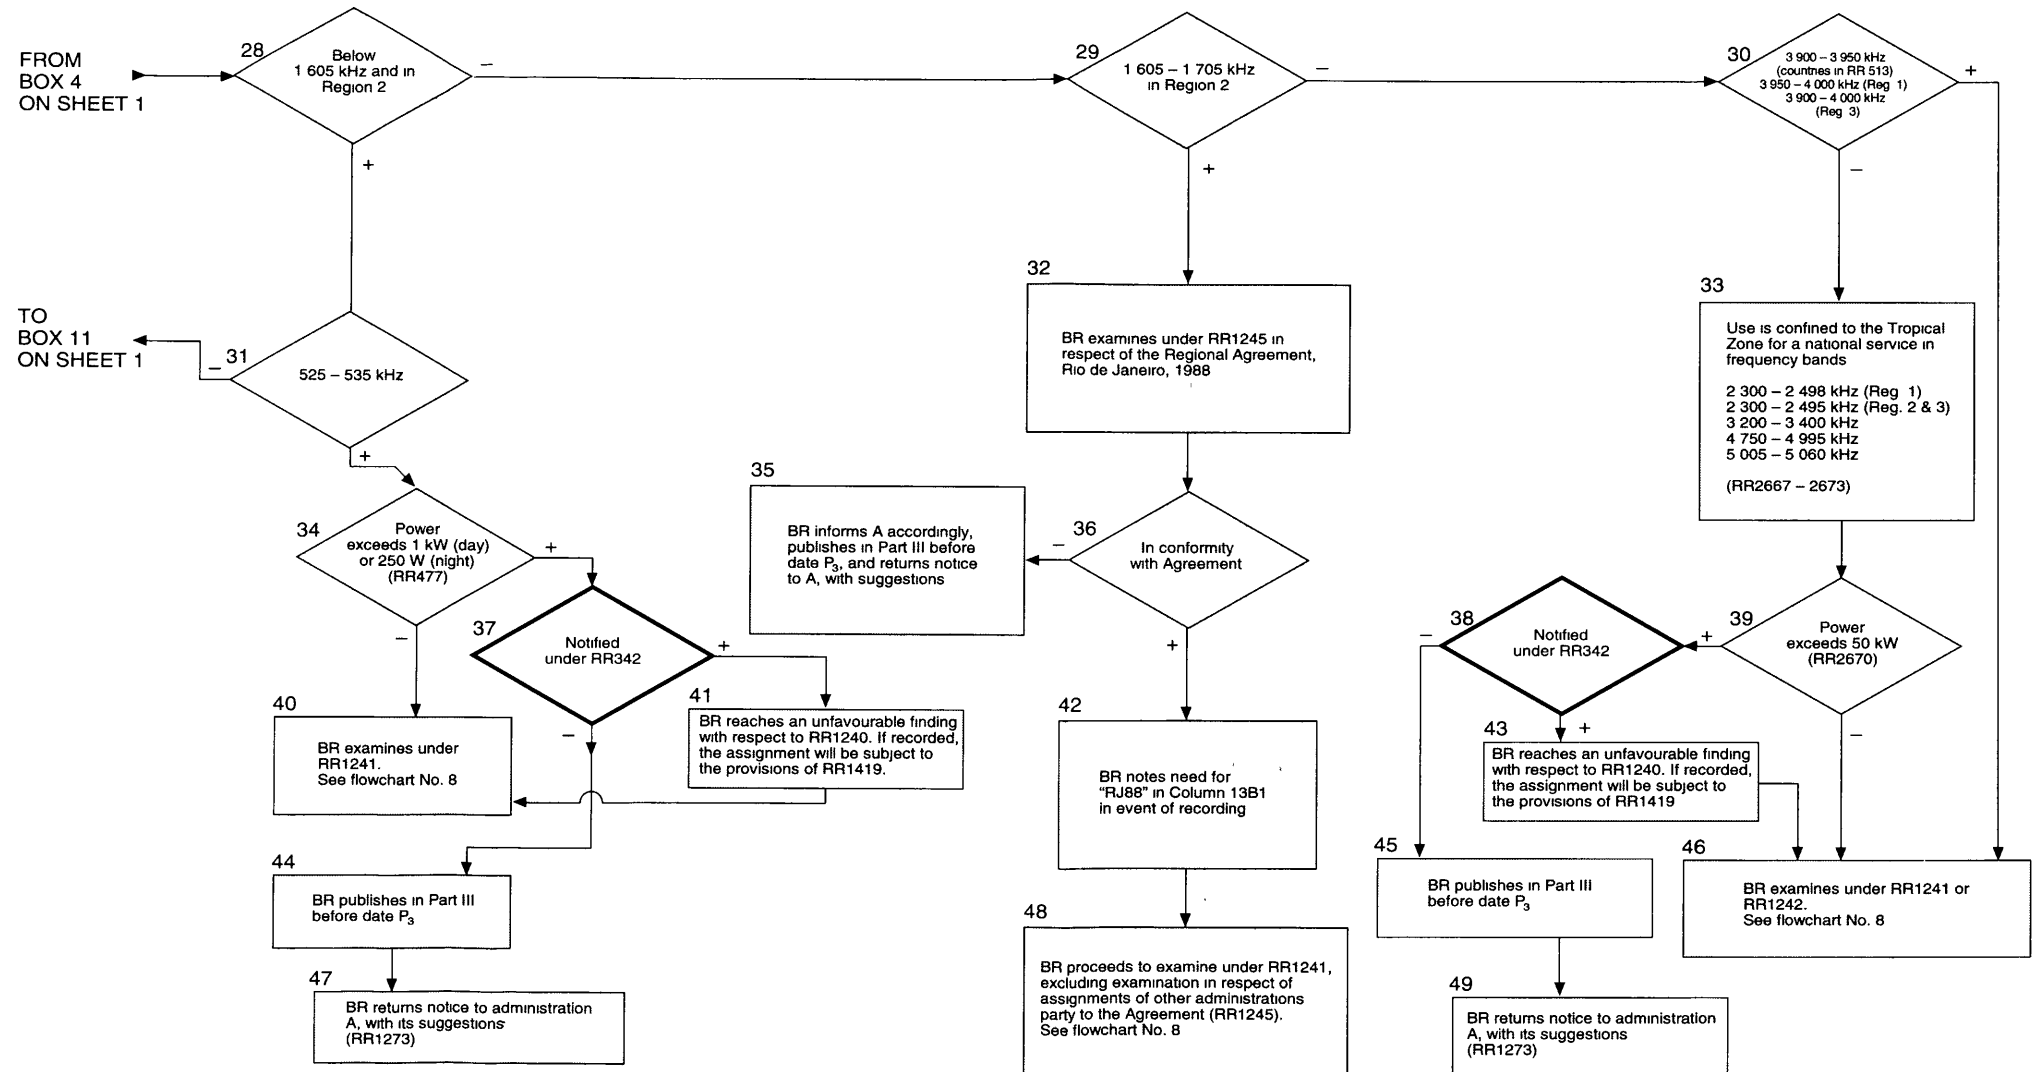 FROM
BOX 4
ON SHEET 1
28
Below
1 605 kHz and in
Region 2
–
+
29
1 605 – 1 705 kHz
in Region 2
–
+
30
3 900 – 3 950 kHz
(countries in RR 513)
3 950 – 4 000 kHz (Reg 1)
3 900 – 4 000 kHz
(Reg 3)
+
–
TO
BOX 11
ON SHEET 1
–
31
525 – 535 kHz
+
32
BR examines under RR1245 in
respect of the Regional Agreement,
Rio de Janeiro, 1988
33
Use is confined to the Tropical
Zone for a national service in
frequency bands
2 300 – 2 498 kHz (Reg 1)
2 300 – 2 495 kHz (Reg. 2 & 3)
3 200 – 3 400 kHz
4 750 – 4 995 kHz
5 005 – 5 060 kHz
(RR2667 – 2673)
34
Power
exceeds 1 kW (day)
or 250 W (night)
(RR477)
+
–
35
BR informs A accordingly,
publishes in Part III before
date P3, and returns notice
to A, with suggestions
36
In conformity
with Agreement
–
+
37
Notified
under RR342
+
–
38
Notified
under RR342
–
+
39
Power
exceeds 50 kW
(RR2670)
+
–
40
BR examines under
RR1241.
See flowchart No. 8
41
BR reaches an unfavourable finding
with respect to RR1240. If recorded,
the assignment will be subject to
the provisions of RR1419.
42
BR notes need for
“RJ88” in Column 13B1
in event of recording
43
BR reaches an unfavourable finding
with respect to RR1240. If recorded,
the assignment will be subject to
the provisions of RR1419
44
BR publishes in Part III
before date P3
45
BR publishes in Part III
before date P3
46
BR examines under RR1241 or
RR1242.
See flowchart No. 8
47
BR returns notice to administration
A, with its suggestions
(RR1273)
48
BR proceeds to examine under RR1241,
excluding examination in respect of
assignments of other administrations
party to the Agreement (RR1245).
See flowchart No. 8
49
BR returns notice to administration
A, with its suggestions
(RR1273)